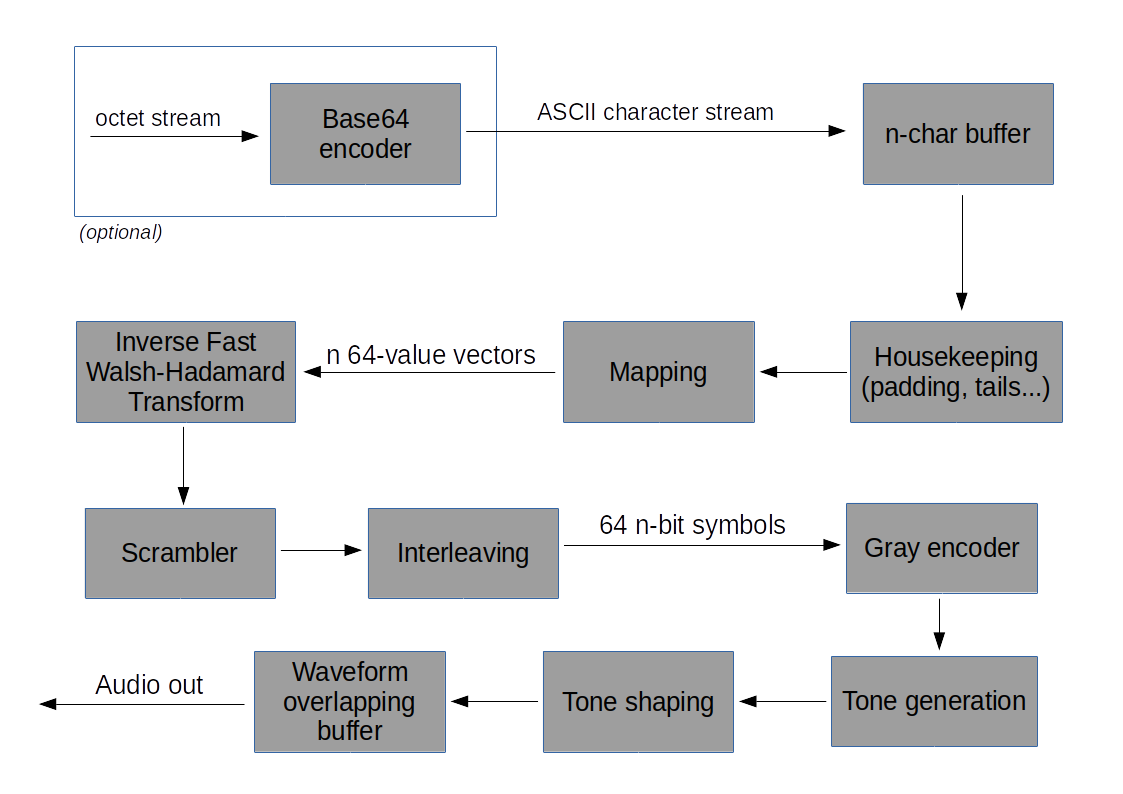 octet stream
Base64
encoder
ASCII character stream
n-char buffer
(optional)
Inverse Fast
Walsh-Hadamard
Transform
n 64-value vectors
Mapping
Housekeeping
(padding, tails...)
Scrambler
Interleaving
64 n-bit symbols
Gray encoder
Audio out
Waveform
overlapping
buffer
Tone shaping
Tone generation